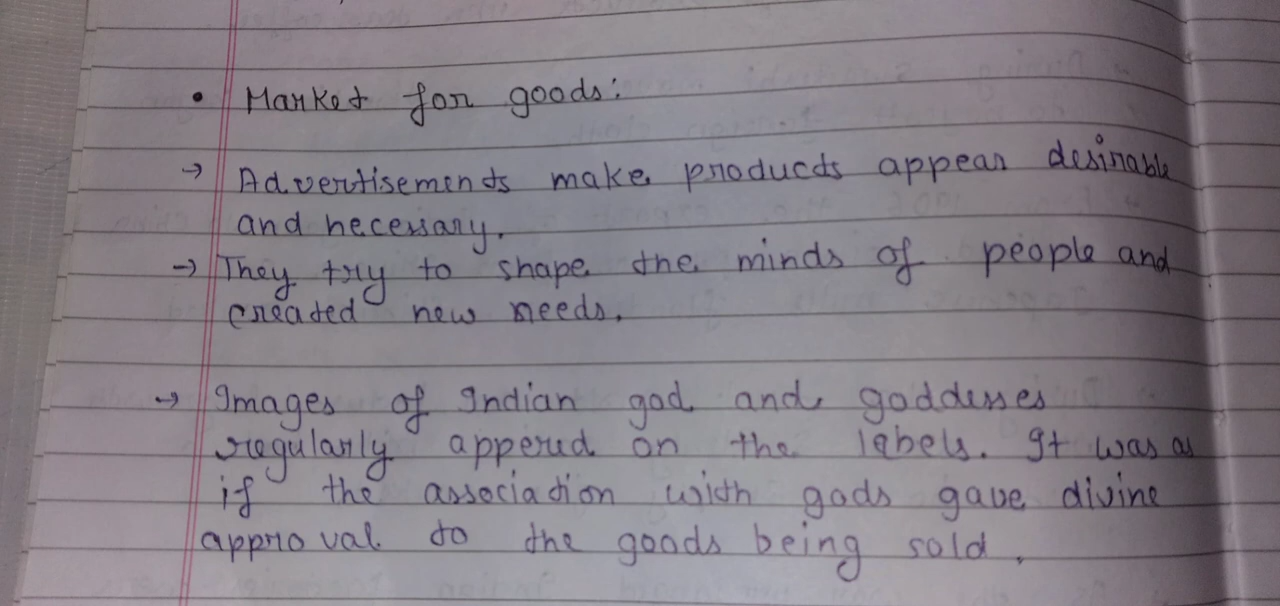 • Market for goods:
→ Advertisements make products appear desirable
and necessary.
→ They try to shape the minds of people and
created new needs.
→ Images of Indian god and goddesses
regularly appered on the labels. It was as
if the association with gods gave divine
approval to the goods being sold.